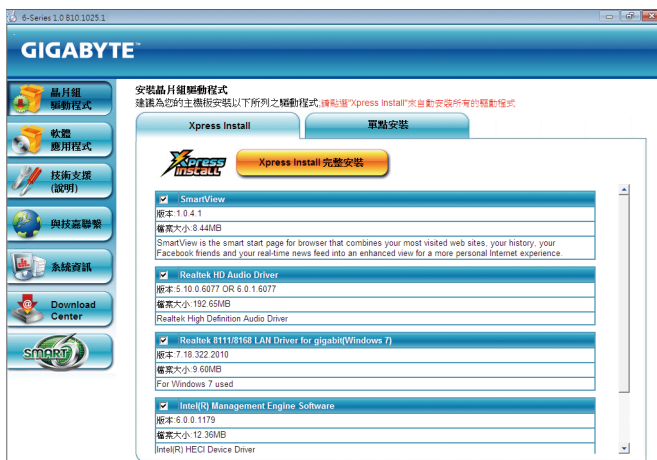 6-Series 1.0 B10.1025.1
GIGABYTE™
晶片組
驅動程式
軟體
應用程式
技術支援
(說明)
與技嘉聯繫
系統資訊
Download
Center
SMART
安裝晶片組驅動程式
建議為您的主機板安裝以下所列之驅動程式;請點選"Xpress Install"來自動安裝所有的驅動程式
Xpress Install
單點安裝
Xpress
INSTALL
Xpress Install 完整安裝
SmartView
版本:1.0.4.1
檔案大小:8.44MB
SmartView is the smart start page for browser that combines your most visited web sites, your history, your
Facebook friends and your real-time news feed into an enhanced view for a more personal Internet experience.
Realtek HD Audio Driver
版本:5.10.0.6077 OR 6.0.1.6077
檔案大小:192.65MB
Realtek High Definition Audio Driver
Realtek 8111/8168 LAN Driver for gigabit(Windows 7)
版本:7.18.322.2010
檔案大小:9.60MB
For Windows 7 used
Intel(R) Management Engine Software
版本:6.0.0.1179
檔案大小:12.36MB
Intel(R) HECI Device Driver